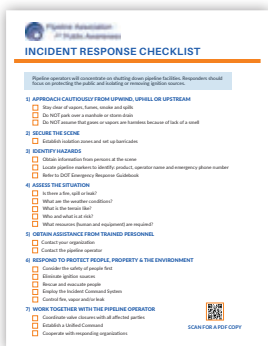 Pipeline Association
for Public Awareness
INCIDENT RESPONSE CHECKLIST
Pipeline operators will concentrate on shutting down pipeline facilities. Responders should
focus on protecting the public and isolating or removing ignition sources.
1) APPROACH CAUTIOUSLY FROM UPWIND, UPHILL OR UPSTREAM
Stay clear of vapors, fumes, smoke and spills
Do NOT park over a manhole or storm drain
Do NOT assume that gases or vapors are harmless because of lack of a smell
2) SECURE THE SCENE
Establish isolation zones and set up barricades
3) IDENTIFY HAZARDS
Obtain information from persons at the scene
Locate pipeline markers to identify: product, operator name and emergency phone number
Refer to DOT Emergency Response Guidebook
4) ASSESS THE SITUATION
Is there a fire, spill or leak?
What are the weather conditions?
What is the terrain like?
Who and what is at risk?
What resources (human and equipment) are required?
5) OBTAIN ASSISTANCE FROM TRAINED PERSONNEL
Contact your organization
Contact the pipeline operator
6) RESPOND TO PROTECT PEOPLE, PROPERTY & THE ENVIRONMENT
Consider the safety of people first
Eliminate ignition sources
Rescue and evacuate people
Employ the Incident Command System
Control fire, vapor and/or leak
7) WORK TOGETHER WITH THE PIPELINE OPERATOR
Coordinate valve closures with all affected parties
Establish a Unified Command
Cooperate with responding organizations
SCAN FOR A PDF COPY